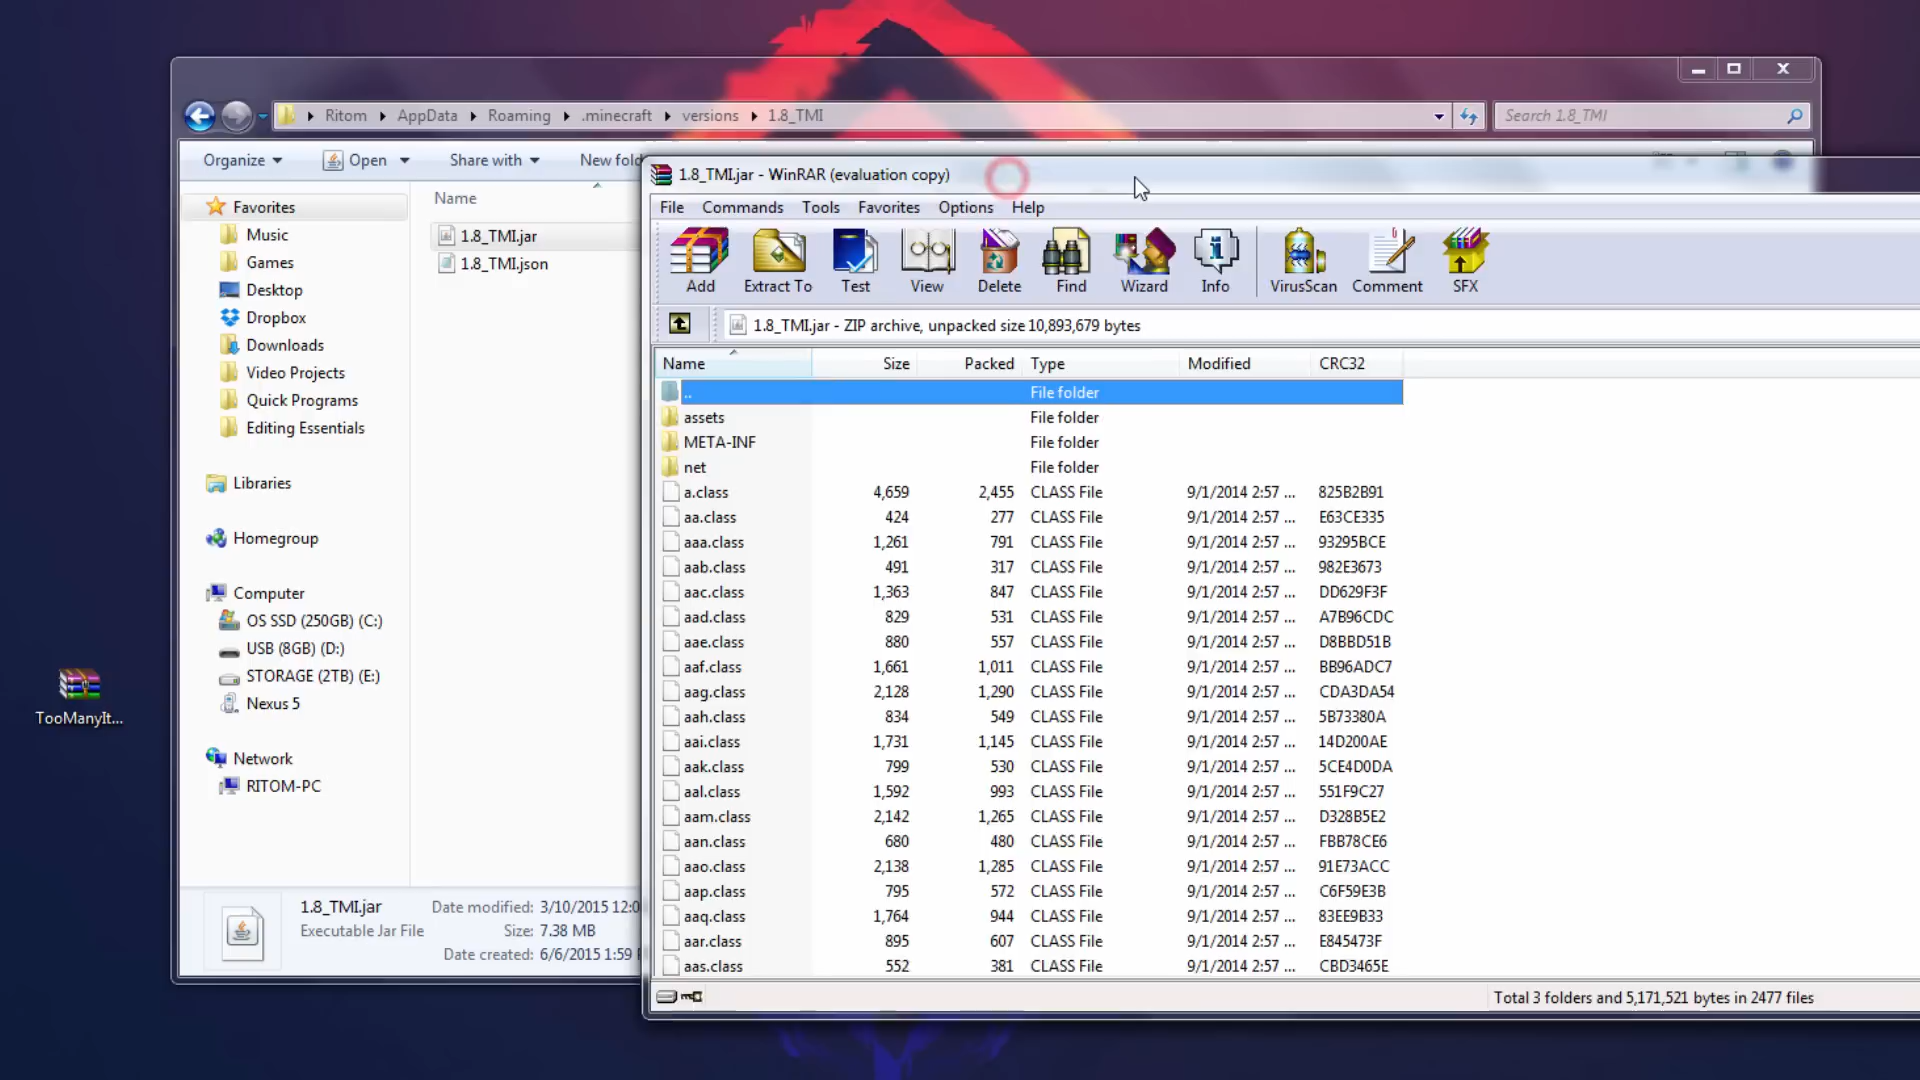 Ritom AppData Roaming .minecraft versions 1.8_TMI
Search 1.8_TMI
Organize Open Share with
Name
1.8_TMI.jar
1.8_TMI.json
Favorites
Music
Games
Desktop
Dropbox
Downloads
Video Projects
Quick Programs
Editing Essentials
Libraries
Homegroup
Computer
OS SSD (250GB) (C:)
USB (8GB) (D:)
STORAGE (2TB) (E:)
Nexus 5
Network
RITOM-PC
TooManyIt...
1.8_TMI.jar Date modified: 3/10/2015 12:0
Executable Jar File Size: 7.38 MB
Date created: 6/6/2015 1:59
1.8_TMI.jar - WinRAR (evaluation copy)
File Commands Tools Favorites Options Help
Add Extract To Test View Delete Find Wizard Info VirusScan Comment SFX
1.8_TMI.jar - ZIP archive, unpacked size 10,893,679 bytes
Name Size Packed Type Modified CRC32
.. File folder
assets File folder
META-INF File folder
net File folder
a.class 4,659 2,455 CLASS File 9/1/2014 2:57 ... 825B2B91
aa.class 424 277 CLASS File 9/1/2014 2:57 ... E63CE335
aaa.class 1,261 791 CLASS File 9/1/2014 2:57 ... 93295BCE
aab.class 491 317 CLASS File 9/1/2014 2:57 ... 982E3673
aac.class 1,363 847 CLASS File 9/1/2014 2:57 ... DD629F3F
aad.class 829 531 CLASS File 9/1/2014 2:57 ... A7B96CDC
aae.class 880 557 CLASS File 9/1/2014 2:57 ... D8BBD51B
aaf.class 1,661 1,011 CLASS File 9/1/2014 2:57 ... BB96ADC7
aag.class 2,128 1,290 CLASS File 9/1/2014 2:57 ... CDA3DA54
aah.class 834 549 CLASS File 9/1/2014 2:57 ... 5B73380A
aai.class 1,731 1,145 CLASS File 9/1/2014 2:57 ... 14D200AE
aak.class 799 530 CLASS File 9/1/2014 2:57 ... 5CE4D0DA
aal.class 1,592 993 CLASS File 9/1/2014 2:57 ... 551F9C27
aam.class 2,142 1,265 CLASS File 9/1/2014 2:57 ... D328B5E2
aan.class 680 480 CLASS File 9/1/2014 2:57 ... FBB78CE6
aao.class 2,138 1,285 CLASS File 9/1/2014 2:57 ... 91E73ACC
aap.class 795 572 CLASS File 9/1/2014 2:57 ... C6F59E3B
aaq.class 1,764 944 CLASS File 9/1/2014 2:57 ... 83EE9B33
aar.class 895 607 CLASS File 9/1/2014 2:57 ... E845473F
aas.class 552 381 CLASS File 9/1/2014 2:57 ... CBD3465E
Total 3 folders and 5,171,521 bytes in 2477 files